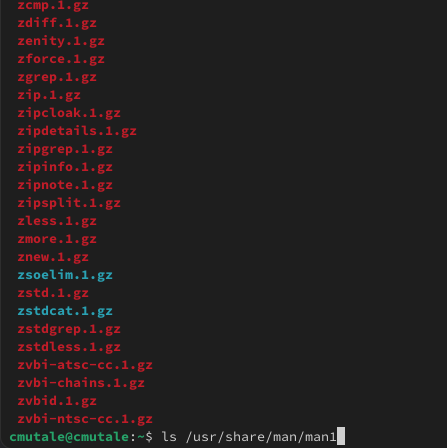 zcmp.1.gz
zdiff.1.gz
zenity.1.gz
zforce.1.gz
zgrep.1.gz
zip.1.gz
zipcloak.1.gz
zipdetails.1.gz
zipgrep.1.gz
zipinfo.1.gz
zipnote.1.gz
zipsplit.1.gz
zless.1.gz
zmore.1.gz
znew.1.gz
zsoelim.1.gz
zstd.1.gz
zstdcat.1.gz
zstdgrep.1.gz
zstdless.1.gz
zvbi-atsc-cc.1.gz
zvbi-chains.1.gz
zvbid.1.gz
zvbi-ntsc-cc.1.gz
cmutale@cmutale:~$ ls /usr/share/man/man1